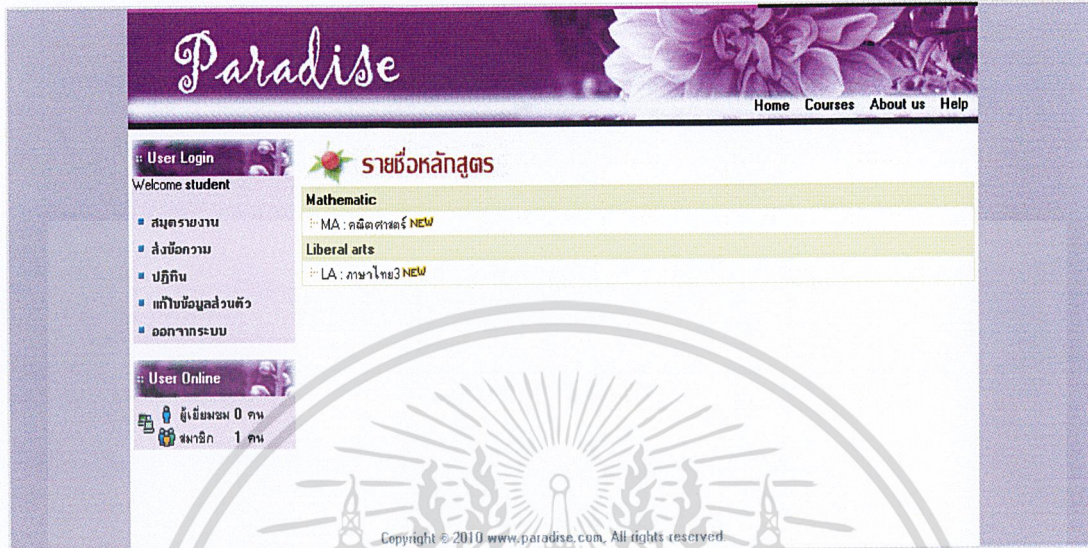 Paradise
Home Courses About us Help
:: User Login
Welcome student
สมุดรายงาน
ส่งข้อความ
ปฏิทิน
แก้ไขข้อมูลส่วนตัว
ออกจากระบบ
รายชื่อหลักสูตร
Mathematic
MA : คณิตศาสตร์ NEW
Liberal arts
LA : ภาษาไทย3 NEW
:: User Online
ผู้เยี่ยมชม 0 คน
สมาชิก 1 คน
Copyright © 2010 www.paradise.com, All rights reserved